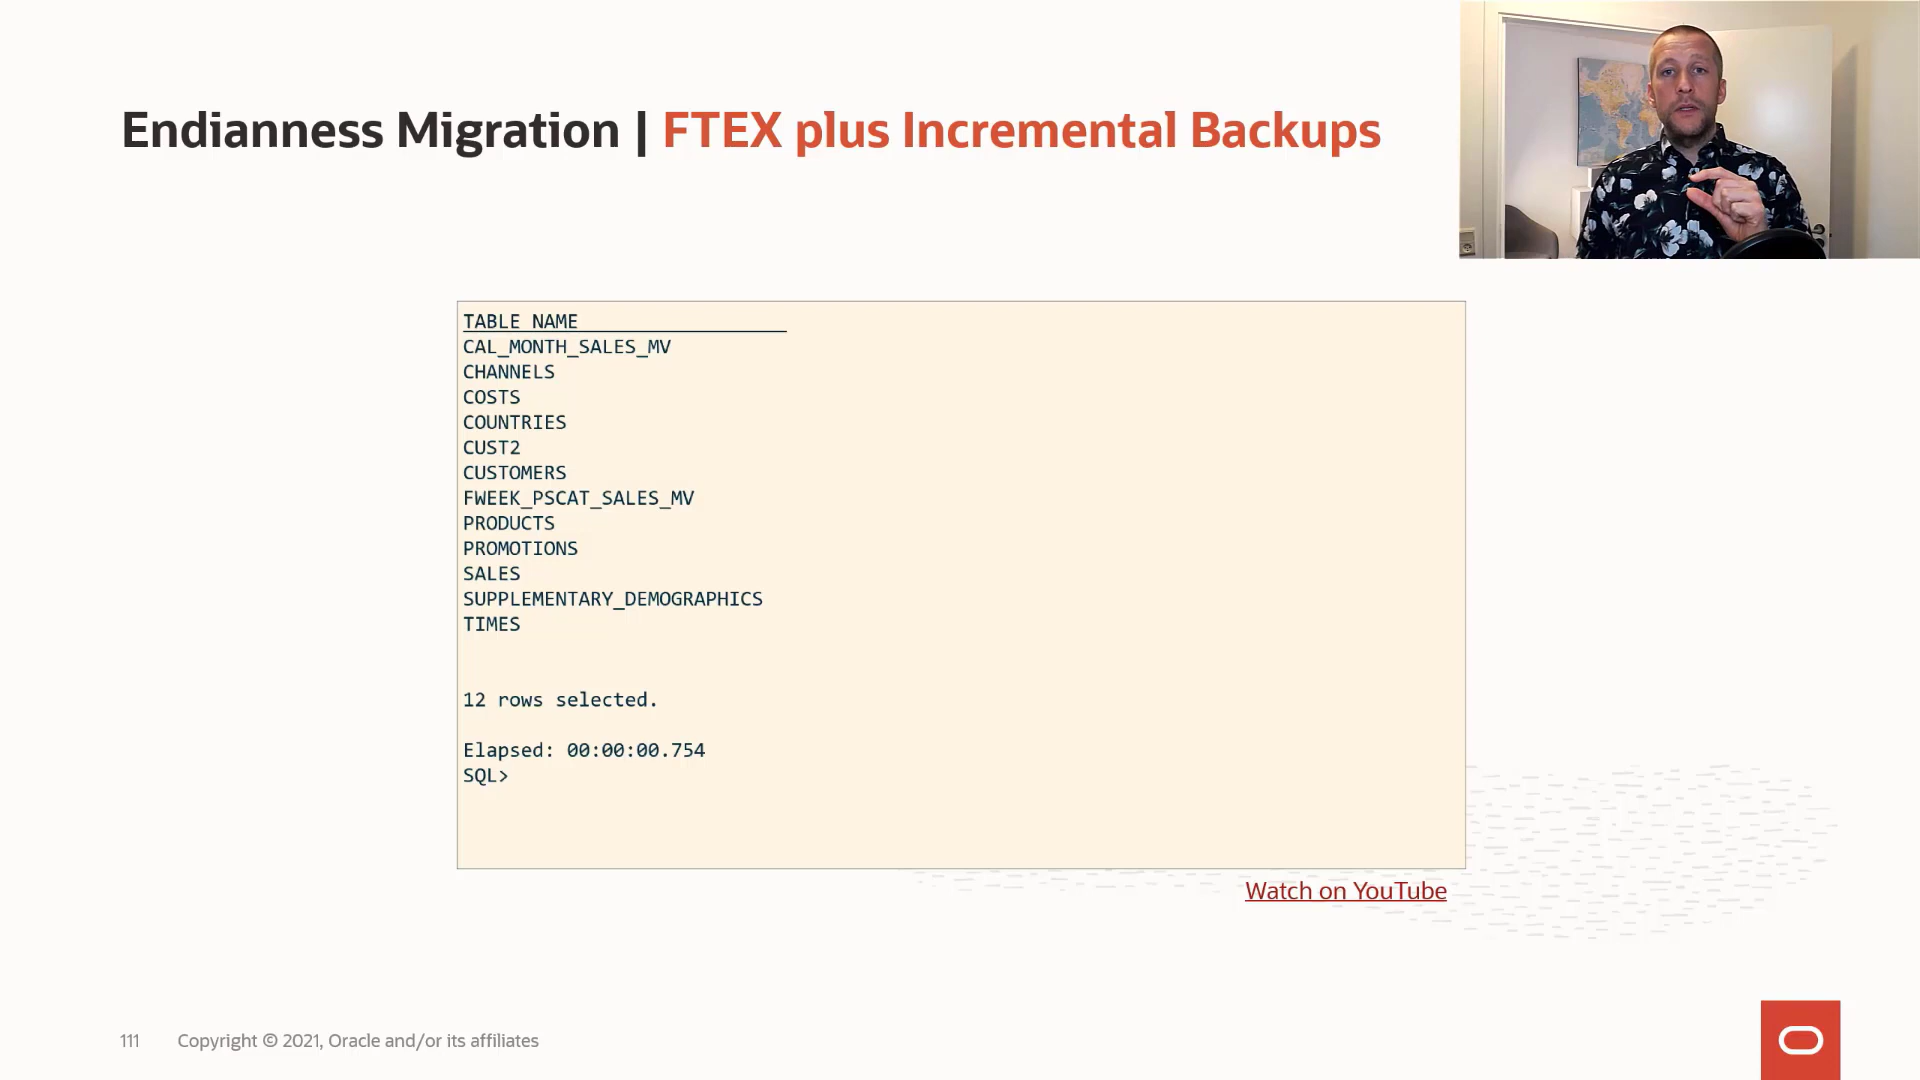 Endianness Migration | FTEX plus Incremental Backups
TABLE_NAME
CAL_MONTH_SALES_MV
CHANNELS
COSTS
COUNTRIES
CUST2
CUSTOMERS
FWEEK_PSCAT_SALES_MV
PRODUCTS
PROMOTIONS
SALES
SUPPLEMENTARY_DEMOGRAPHICS
TIMES
12 rows selected.
Elapsed: 00:00:00.754
SQL>
Watch on YouTube
111 Copyright © 2021, Oracle and/or its affiliates